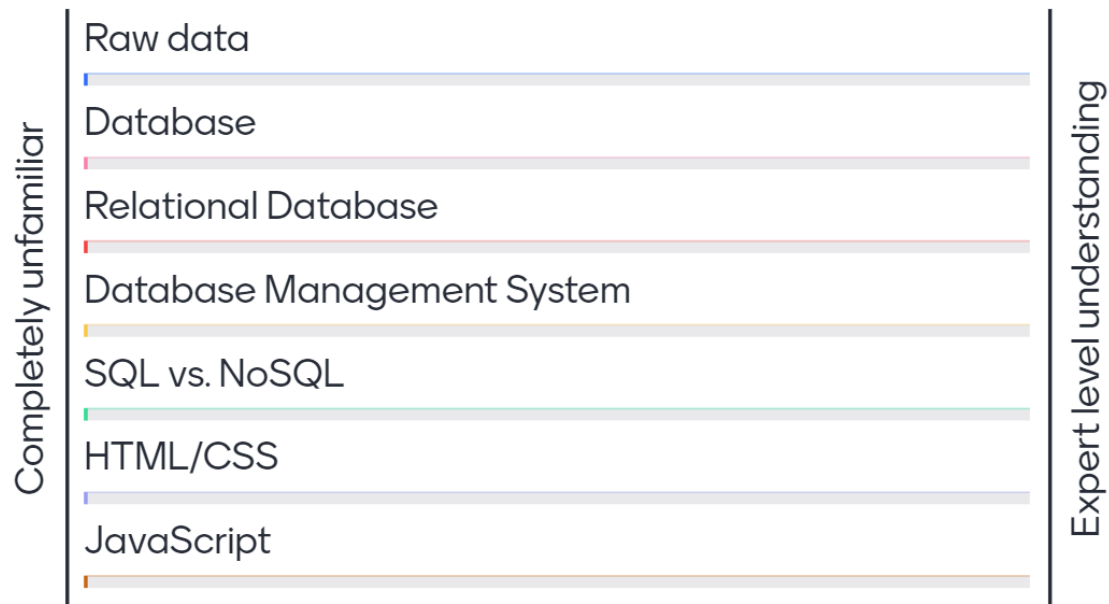 Completely unfamiliar
Raw data
Database
Relational Database
Database Management System
SQL vs. NoSQL
HTML/CSS
JavaScript
Expert level understanding